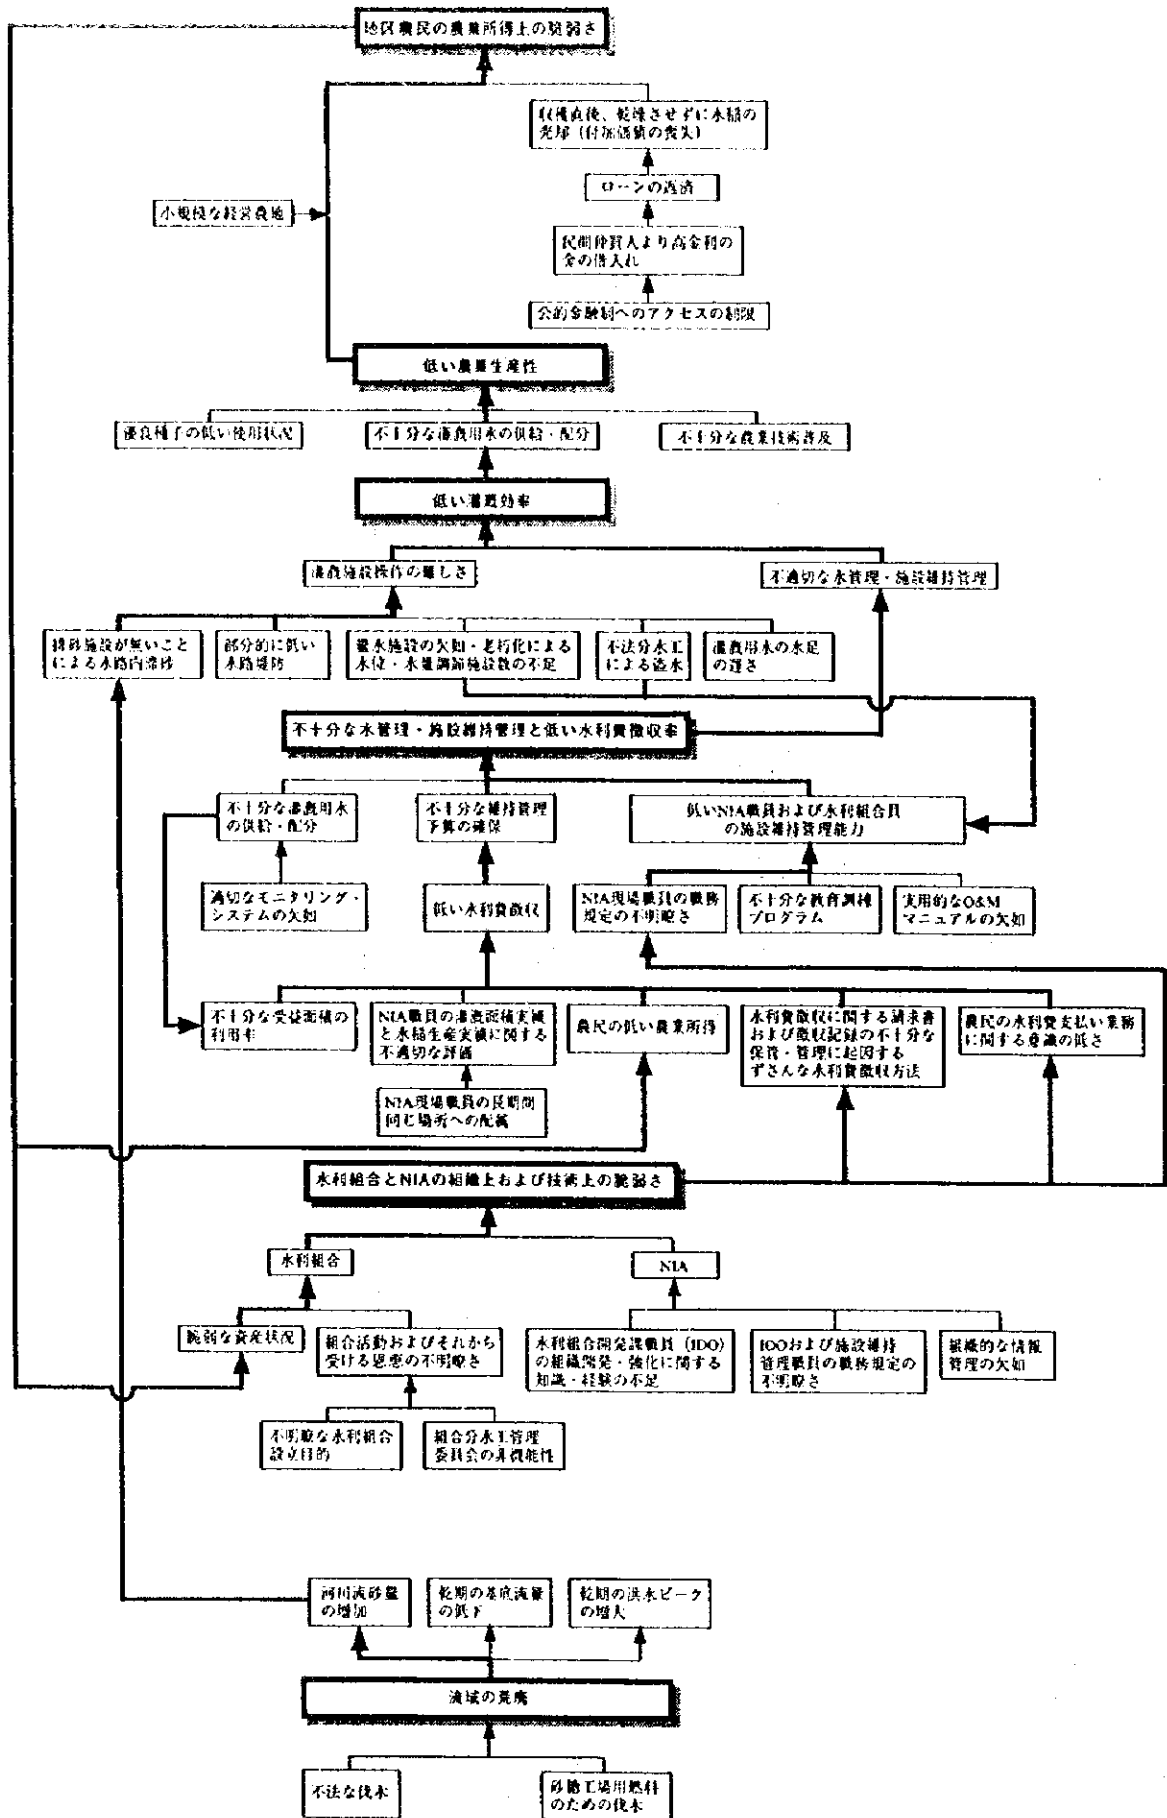 地区農民の農業所得上の脆弱さ
収穫直後、乾燥させずに水稲の
売却（付加価値の喪失）
ローンの返済
小規模な経営農地
民間仲買人より高金利の
金の借入れ
公的金融制へのアクセスの制限
低い農業生産性
優良種子の低い使用状況
不十分な灌漑用水の供給・配分
不十分な農業技術普及
低い灌漑効率
灌漑施設操作の難しさ
不適切な水管理・施設維持管理
排砂施設が無いこと
による水路内滞砂
部分的に低い
水路堤防
量水施設の欠如・老朽化による
水位・水量調節施設数の不足
不法分水工
による盗水
灌漑用水の水足
の遅さ
不十分な水管理・施設維持管理と低い水利費徴収率
不十分な灌漑用水
の供給・配分
不十分な維持管理
予算の確保
低いNIA職員および水利組合員
の施設維持管理能力
適切なモニタリング・
システムの欠如
低い水利費徴収
NIA現場職員の職務
規定の不明瞭さ
不十分な教育訓練
プログラム
実用的なO&M
マニュアルの欠如
不十分な受益面積の
利用率
NIA職員の灌漑面積実績
と水稲生産実績に関する
不適切な評価
農民の低い農業所得
水利費徴収に関する請求書
および徴収記録の不十分な
保管・管理に起因する
ずさんな水利費徴収方法
農民の水利費支払い業務
に関する意識の低さ
NIA現場職員の長期間
同じ場所への配属
水利組合とNIAの組織上および技術上の脆弱さ
水利組合
NIA
脆弱な資産状況
組合活動およびそれから
受ける恩恵の不明瞭さ
水利組合開発課職員（IDO）
の組織開発・強化に関する
知識・経験の不足
IDOおよび施設維持
管理職員の職務規定の
不明瞭さ
組織的な情報
管理の欠如
不明瞭な水利組合
設立目的
組合分水工管理
委員会の非機能性
河川流砂量
の増加
乾期の基底流量
の低下
乾期の洪水ピーク
の増大
流域の荒廃
不法な伐木
砂糖工場用燃料
のための伐木